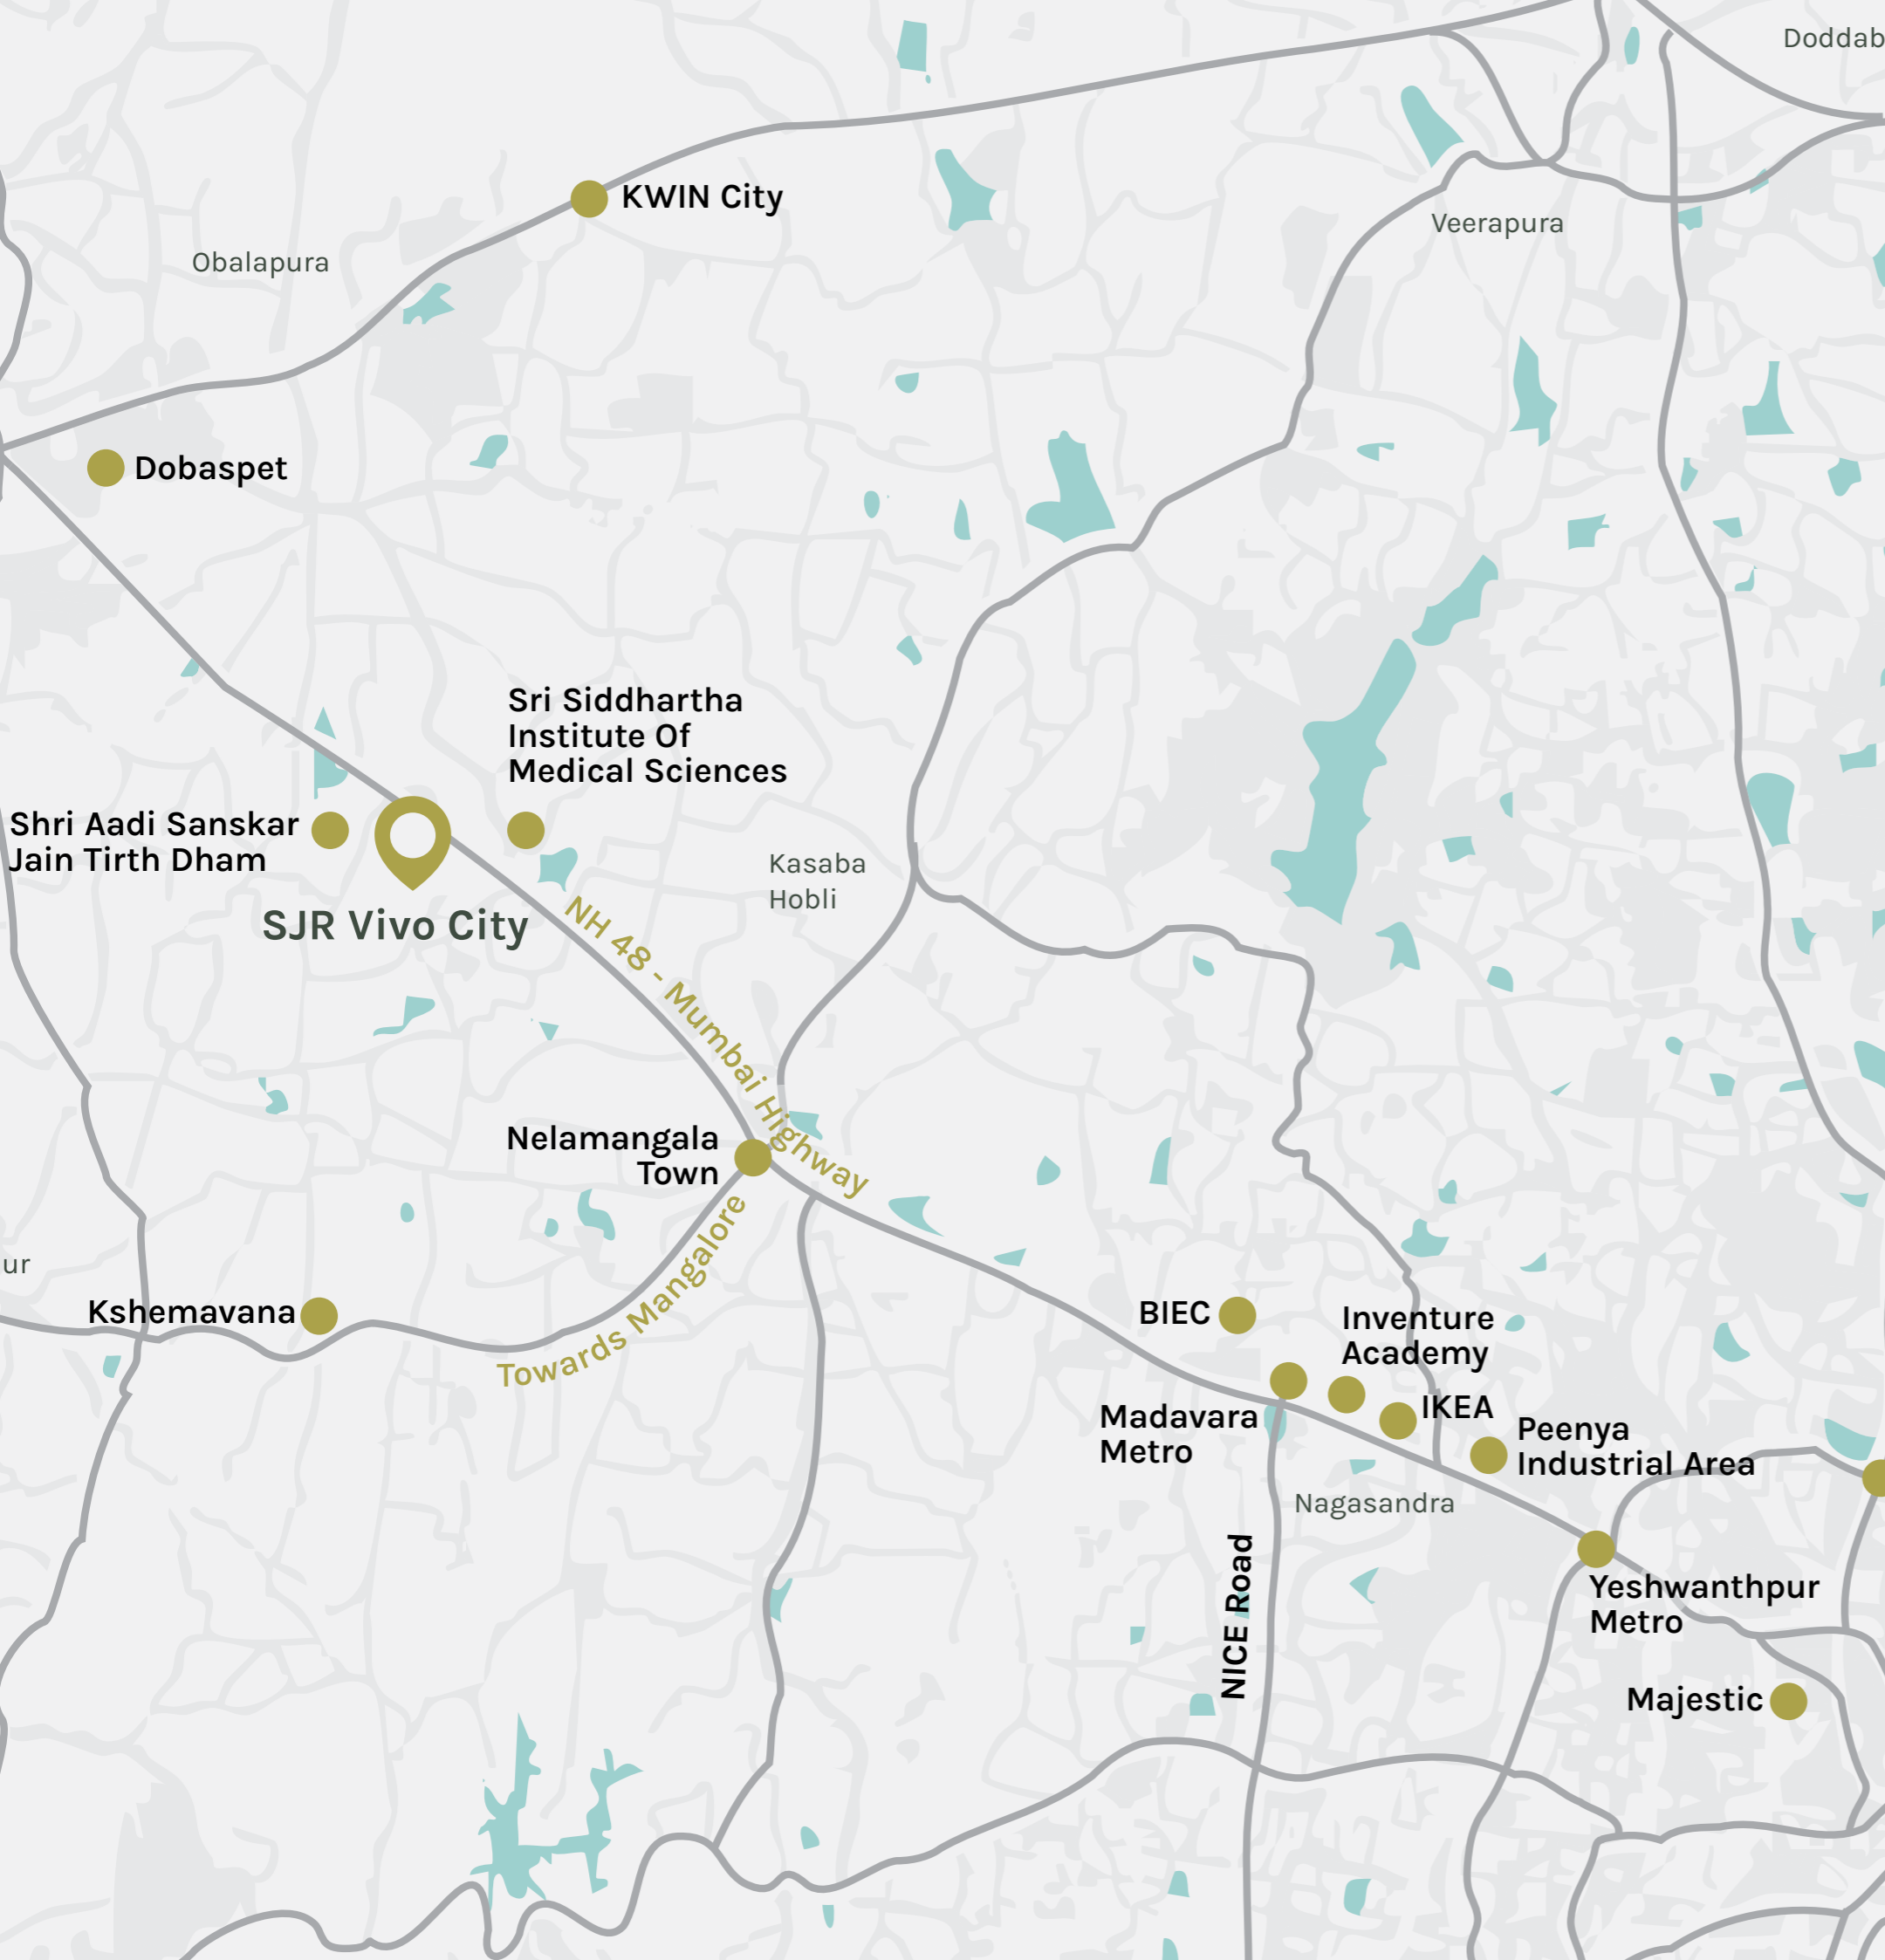 Doddab
KWIN City
Veerapura
Obalapura
Dobaspet
Sri Siddhartha
Institute Of
Medical Sciences
Shri Aadi Sanskar
Jain Tirth Dham
SJR Vivo City
Kasaba
Hobli
NH 48 - Mumbai Highway
Nelamangala
Town
Towards Mangalore
ur
Kshemavana
BIEC
Inventure
Academy
IKEA
Madavara
Metro
Peenya
Industrial Area
Nagasandra
NICE Road
Yeshwanthpur
Metro
Majestic